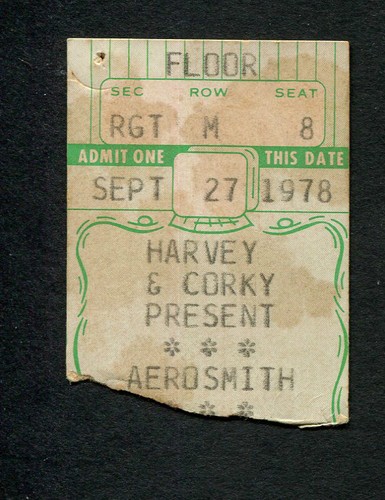 FLOOR
SEC ROW SEAT
RGT M 8
ADMIT ONE THIS DATE
SEPT 27 1978
HARVEY
& CORKY
PRESENT
* * *
AEROSMITH
* *